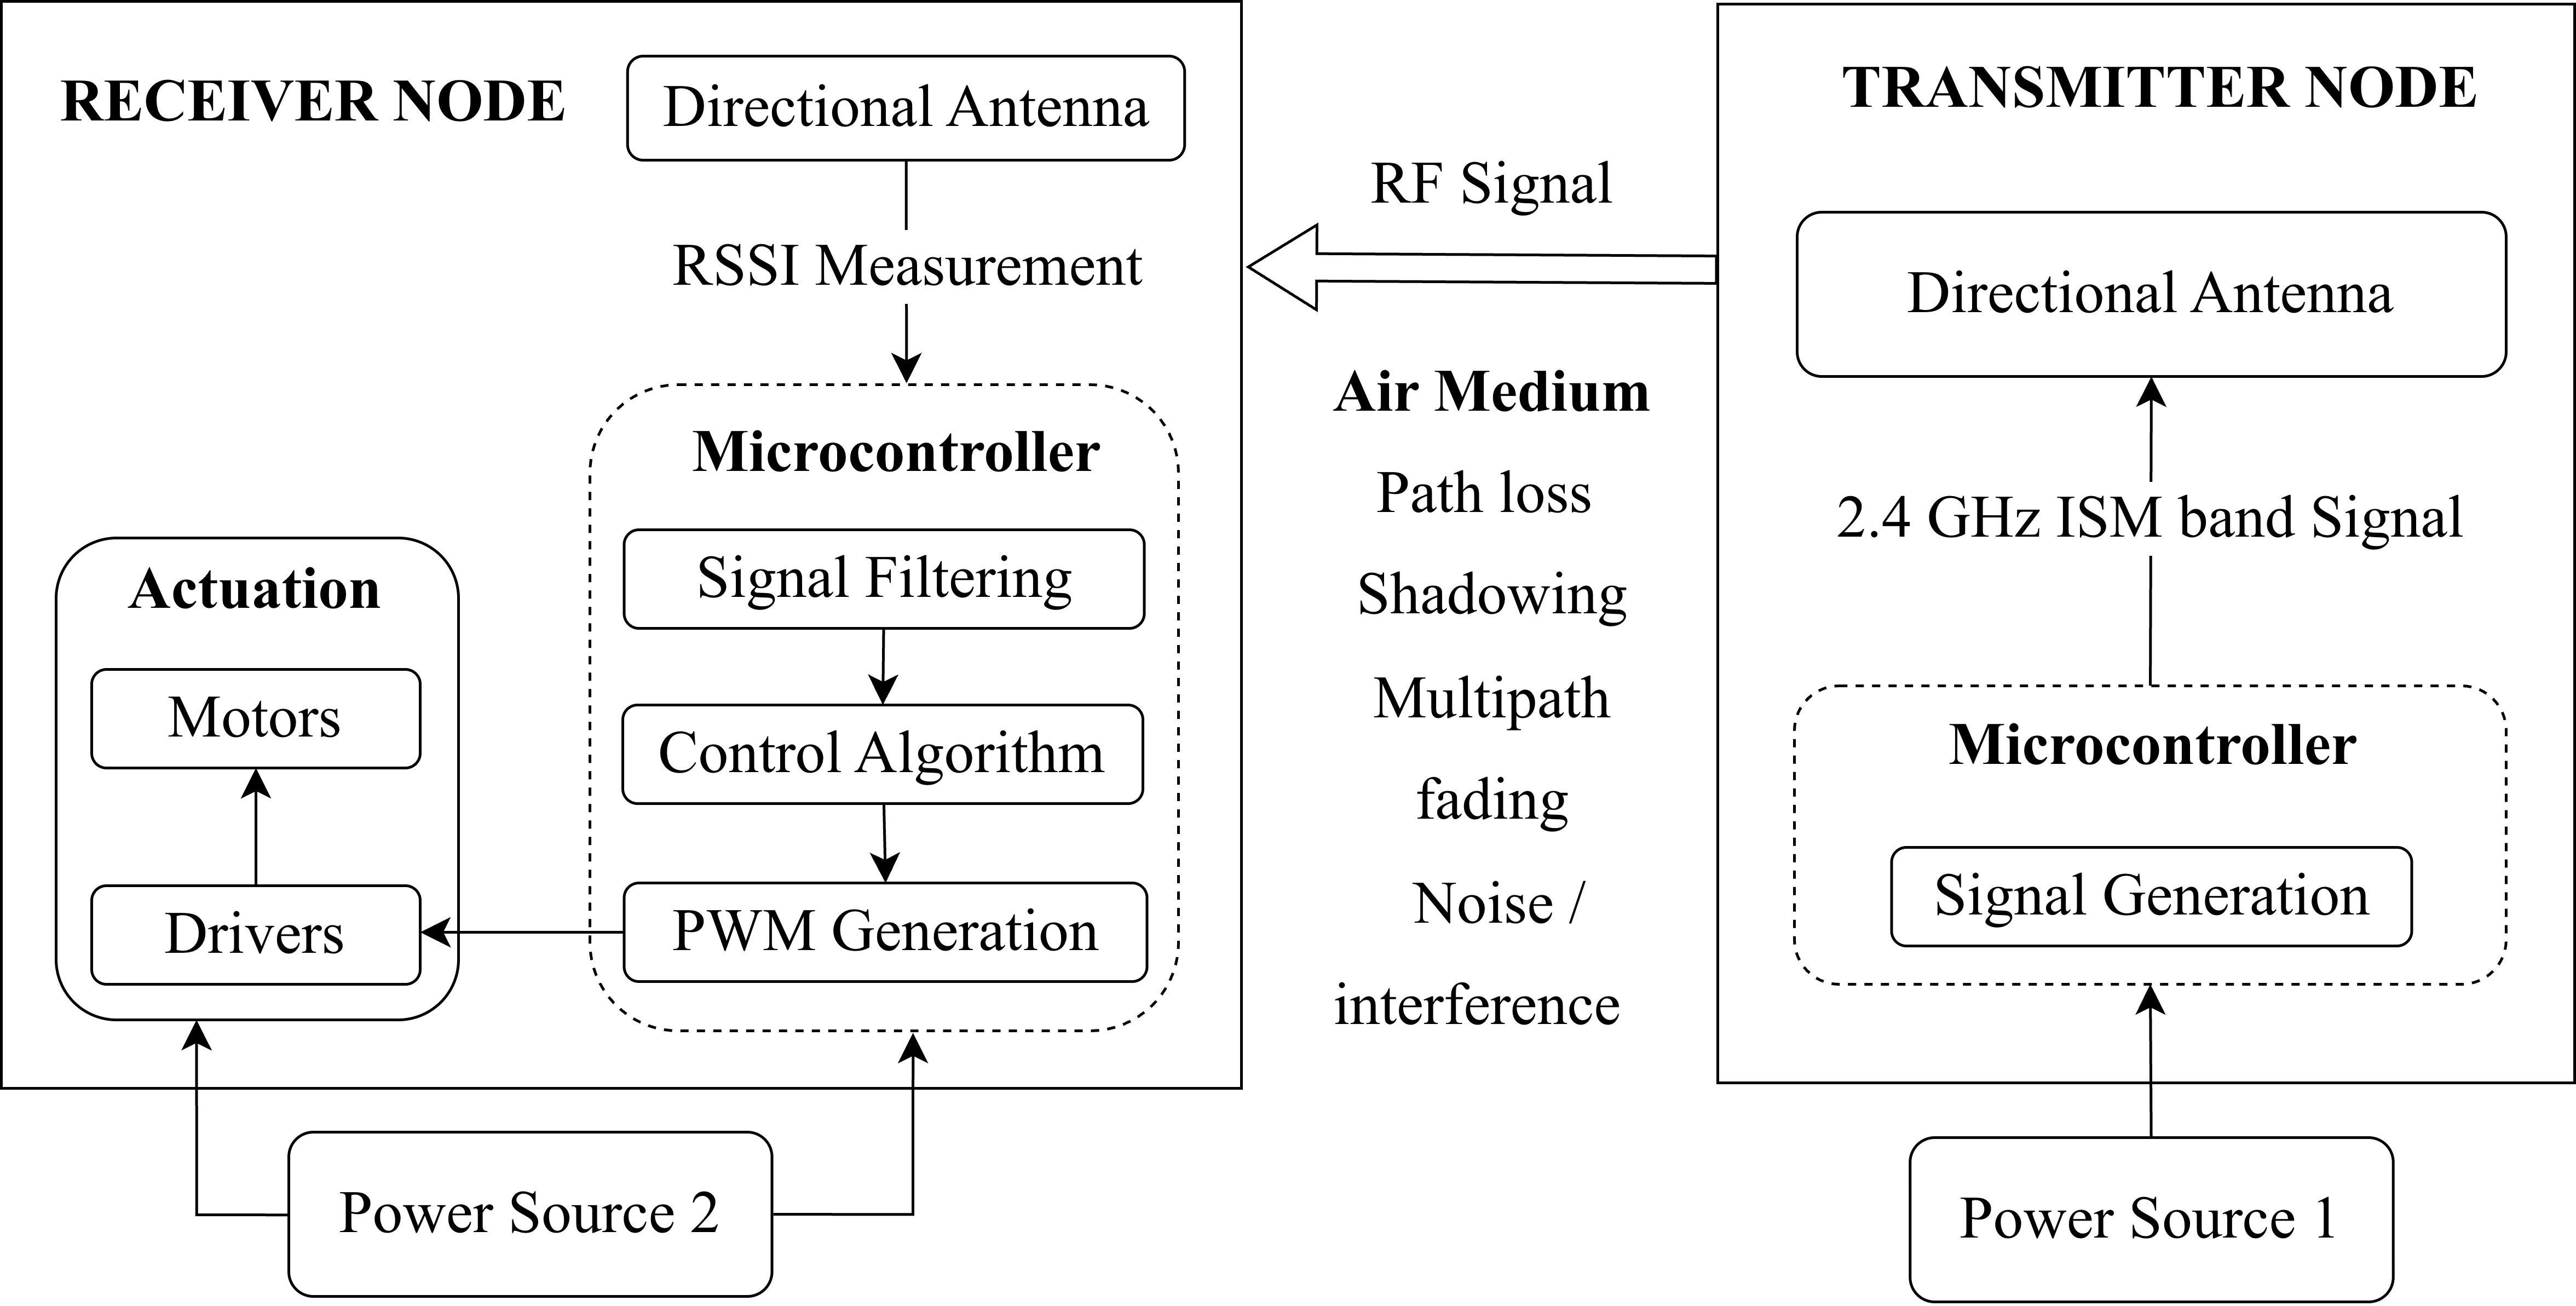 RECEIVER NODE
Directional Antenna
RSSI Measurement
Microcontroller
Signal Filtering
Control Algorithm
PWM Generation
Actuation
Motors
Drivers
Power Source 2
RF Signal
Air Medium
Path loss
Shadowing
Multipath
fading
Noise /
interference
TRANSMITTER NODE
Directional Antenna
2.4 GHz ISM band Signal
Microcontroller
Signal Generation
Power Source 1